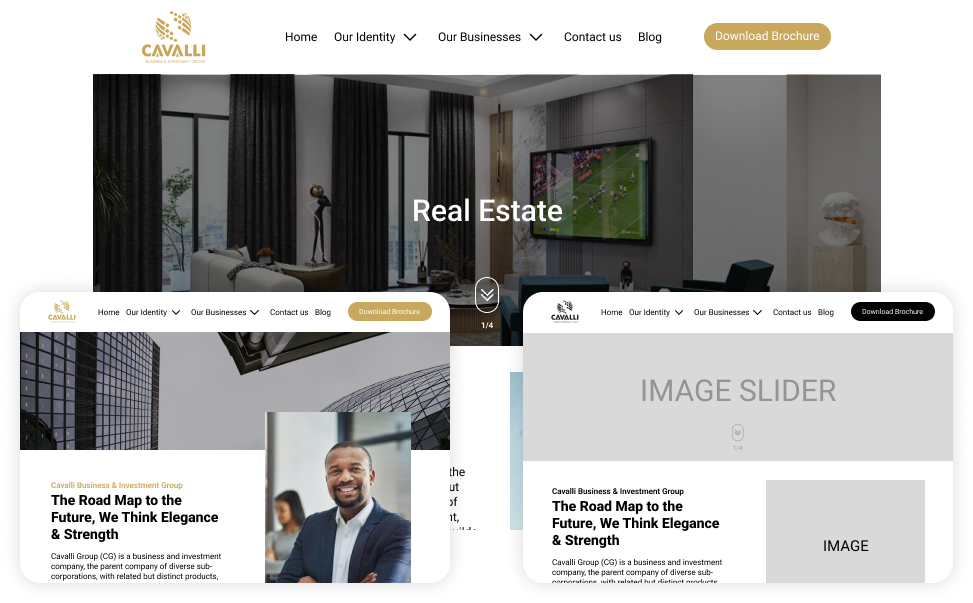 CAVALLI
BUSINESS & INVESTMENT GROUP
Home Our Identity Our Businesses Contact us Blog Download Brochure
Real Estate
1/4
CAVALLI
Home Our Identity Our Businesses Contact us Blog Download Brochure
Cavalli Business & Investment Group
The Road Map to the
Future, We Think Elegance
& Strength
Cavalli Group (CG) is a business and investment
company, the parent company of diverse sub-
corporations, with related but distinct products,
the
ut
of
nt,
CAVALLI
Home Our Identity Our Businesses Contact us Blog Download Brochure
IMAGE SLIDER
1/4
Cavalli Business & Investment Group
The Road Map to the
Future, We Think Elegance
& Strength
Cavalli Group (CG) is a business and investment
company, the parent company of diverse sub-
corporations, with related but distinct products,
IMAGE